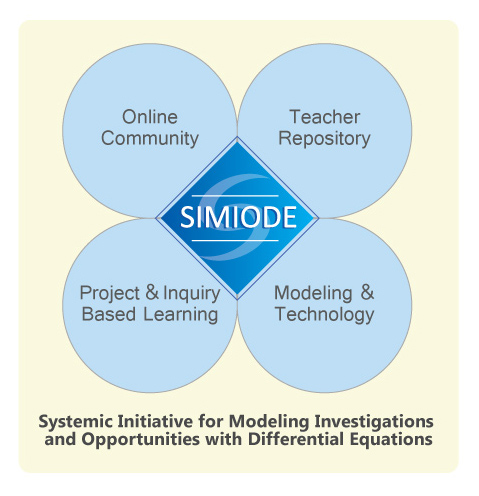 Online
Community
Teacher
Repository
SIMIODE
Project & Inquiry
Based Learning
Modeling &
Technology
Systemic Initiative for Modeling Investigations
and Opportunities with Differential Equations